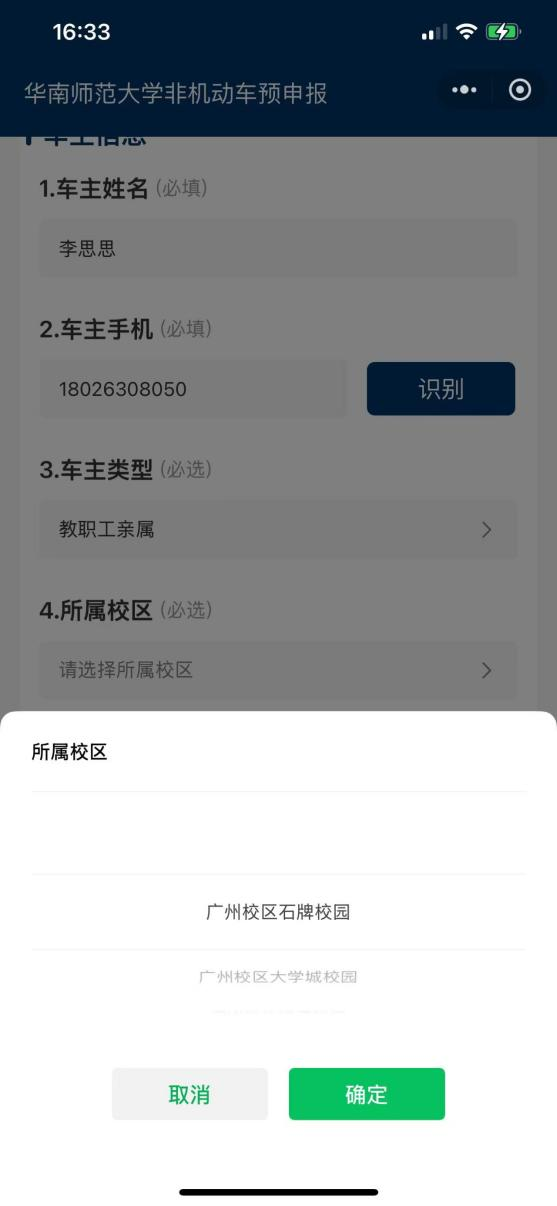 16:33
华南师范大学非机动车预申报
车主信息
1.车主姓名 (必填)
李思思
2.车主手机 (必填)
18026308050
识别
3.车主类型 (必选)
教职工亲属
4.所属校区 (必选)
请选择所属校区
所属校区
广州校区石牌校园
广州校区大学城校园
取消
确定